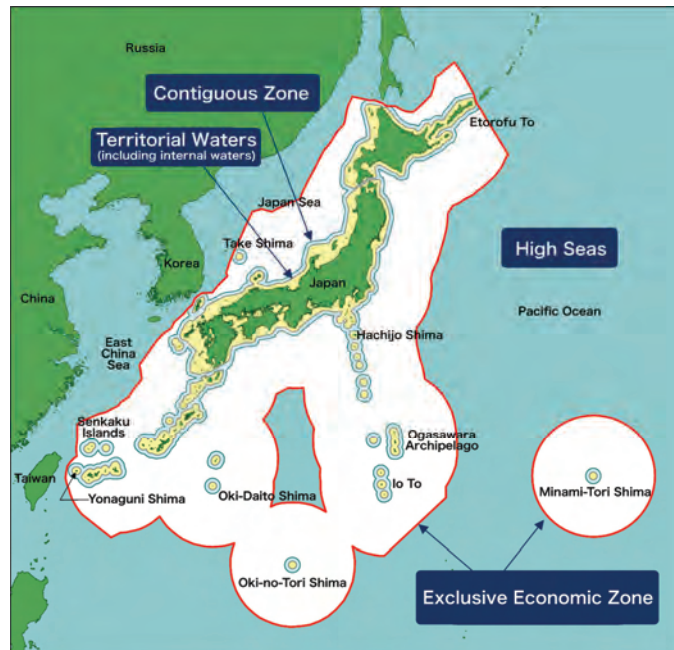 Russia
Contiguous Zone
Etorofu To
Territorial Waters
(including internal waters)
Japan Sea
Take Shima
High Seas
Korea
Japan
China
Pacific Ocean
East
China
Sea
Hachijo Shima
Senkaku
Islands
Ogasawara
Archipelago
Taiwan
Yonaguni Shima
Oki-Daito Shima
Io To
Minami-Tori Shima
Oki-no-Tori Shima
Exclusive Economic Zone